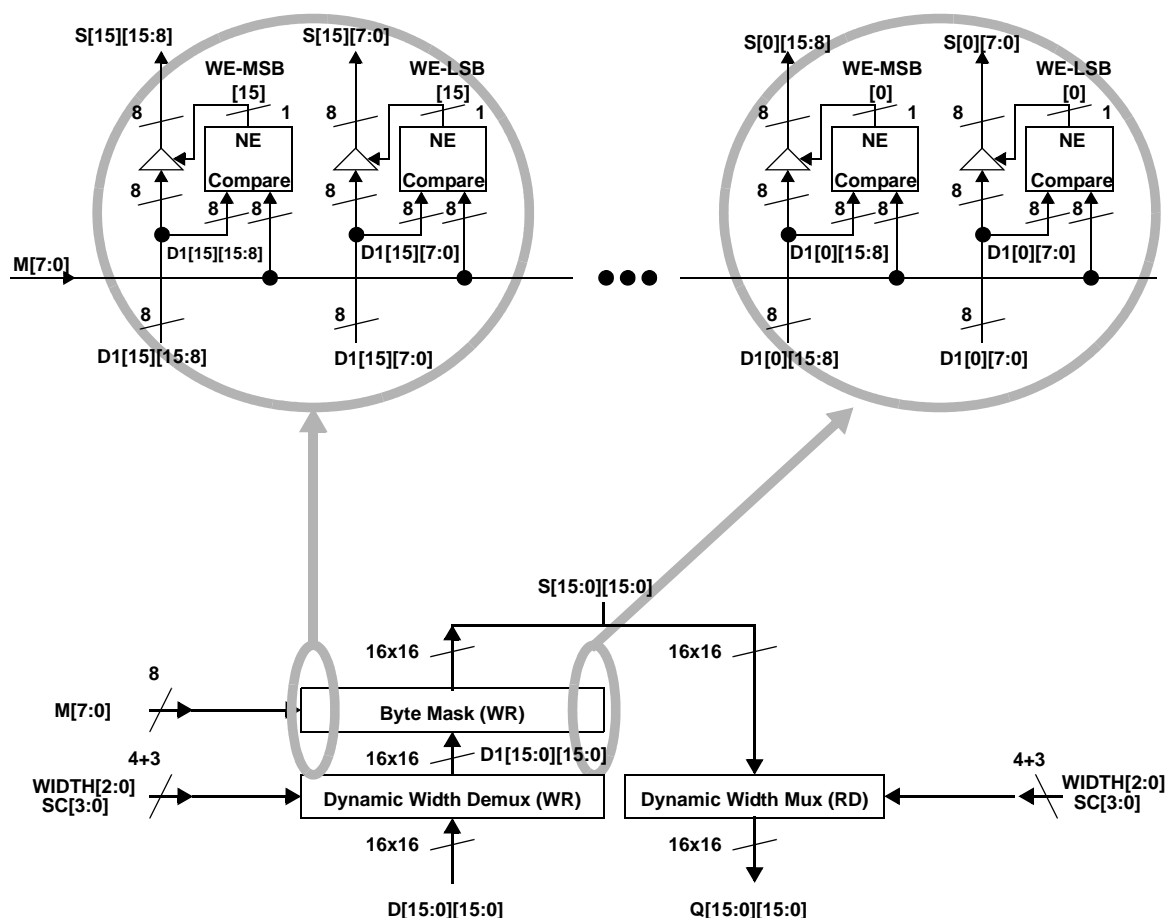 S[15][15:8]
S[15][7:0]
S[0][15:8]
S[0][7:0]
WE-MSB
[15]
WE-LSB
[15]
WE-MSB
[0]
WE-LSB
[0]
8
1
8
1
8
1
8
1
NE
NE
NE
NE
Compare
Compare
Compare
Compare
8
8
8
8
8
8
8
8
8
8
8
8
D1[15][15:8]
D1[15][7:0]
D1[0][15:8]
D1[0][7:0]
M[7:0]
8
8
8
8
D1[15][15:8]
D1[15][7:0]
D1[0][15:8]
D1[0][7:0]
S[15:0][15:0]
16x16
16x16
8
M[7:0]
Byte Mask (WR)
16x16
D1[15:0][15:0]
4+3
4+3
WIDTH[2:0]
SC[3:0]
Dynamic Width Demux (WR)
Dynamic Width Mux (RD)
WIDTH[2:0]
SC[3:0]
16x16
16x16
D[15:0][15:0]
Q[15:0][15:0]